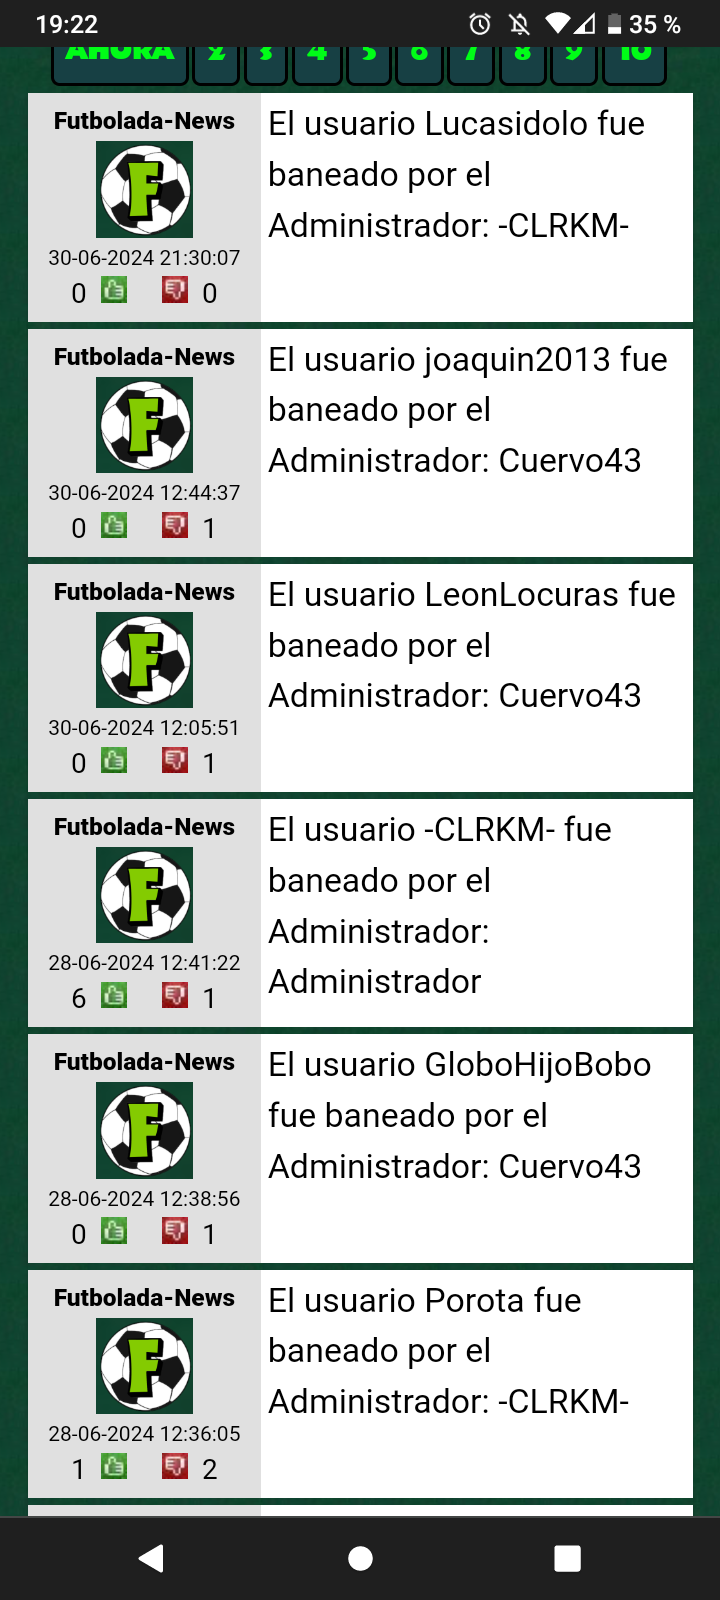 19:22 35 %
AHORA 2 3 4 5 6 7 8 9 10
Futbolada-News
F
30-06-2024 21:30:07
0 0
El usuario Lucasidolo fue
baneado por el
Administrador: -CLRKM-
Futbolada-News
F
30-06-2024 12:44:37
0 1
El usuario joaquin2013 fue
baneado por el
Administrador: Cuervo43
Futbolada-News
F
30-06-2024 12:05:51
0 1
El usuario LeonLocuras fue
baneado por el
Administrador: Cuervo43
Futbolada-News
F
28-06-2024 12:41:22
6 1
El usuario -CLRKM- fue
baneado por el
Administrador:
Administrador
Futbolada-News
F
28-06-2024 12:38:56
0 1
El usuario GloboHijoBobo
fue baneado por el
Administrador: Cuervo43
Futbolada-News
F
28-06-2024 12:36:05
1 2
El usuario Porota fue
baneado por el
Administrador: -CLRKM-